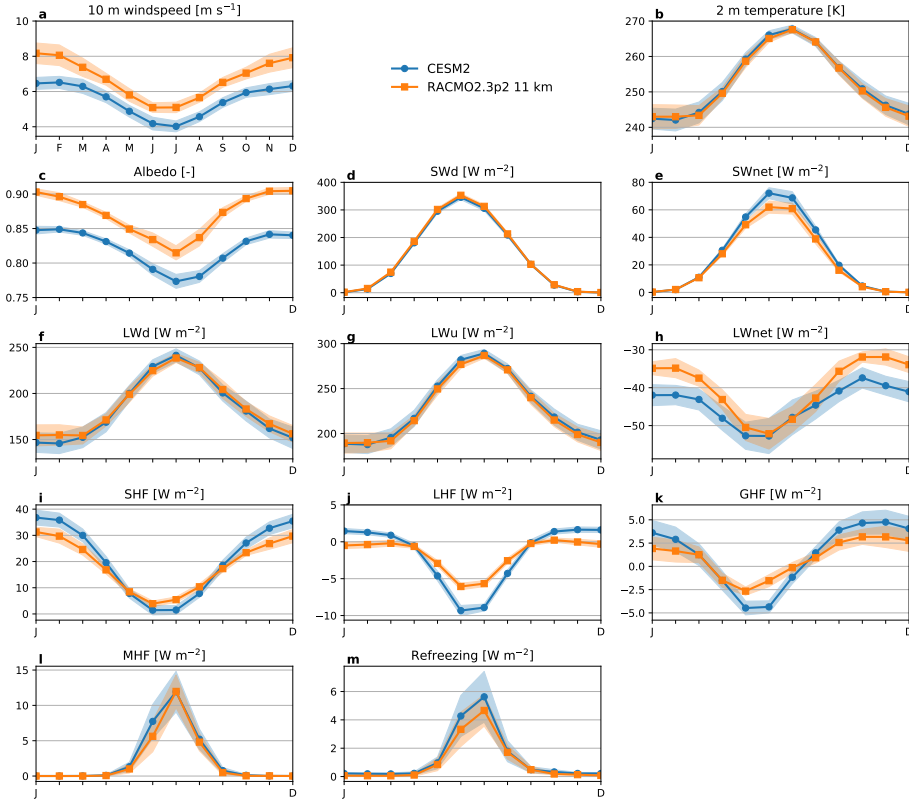 a 10 m windspeed [m s⁻¹]
10
8
6
4
J F M A M J J A S O N D
CESM2
RACMO2.3p2 11 km
b 2 m temperature [K]
270
260
250
240
J D
c Albedo [-]
0.90
0.85
0.80
0.75
J D
d SWd [W m⁻²]
400
300
200
100
0
J D
e SWnet [W m⁻²]
80
60
40
20
0
J D
f LWd [W m⁻²]
250
200
150
J D
g LWu [W m⁻²]
300
250
200
J D
h LWnet [W m⁻²]
−30
−40
−50
J D
i SHF [W m⁻²]
40
30
20
10
0
J D
j LHF [W m⁻²]
5
0
−5
−10
J D
k GHF [W m⁻²]
5.0
2.5
0.0
−2.5
−5.0
J D
l MHF [W m⁻²]
15
10
5
0
J D
m Refreezing [W m⁻²]
6
4
2
0
J D